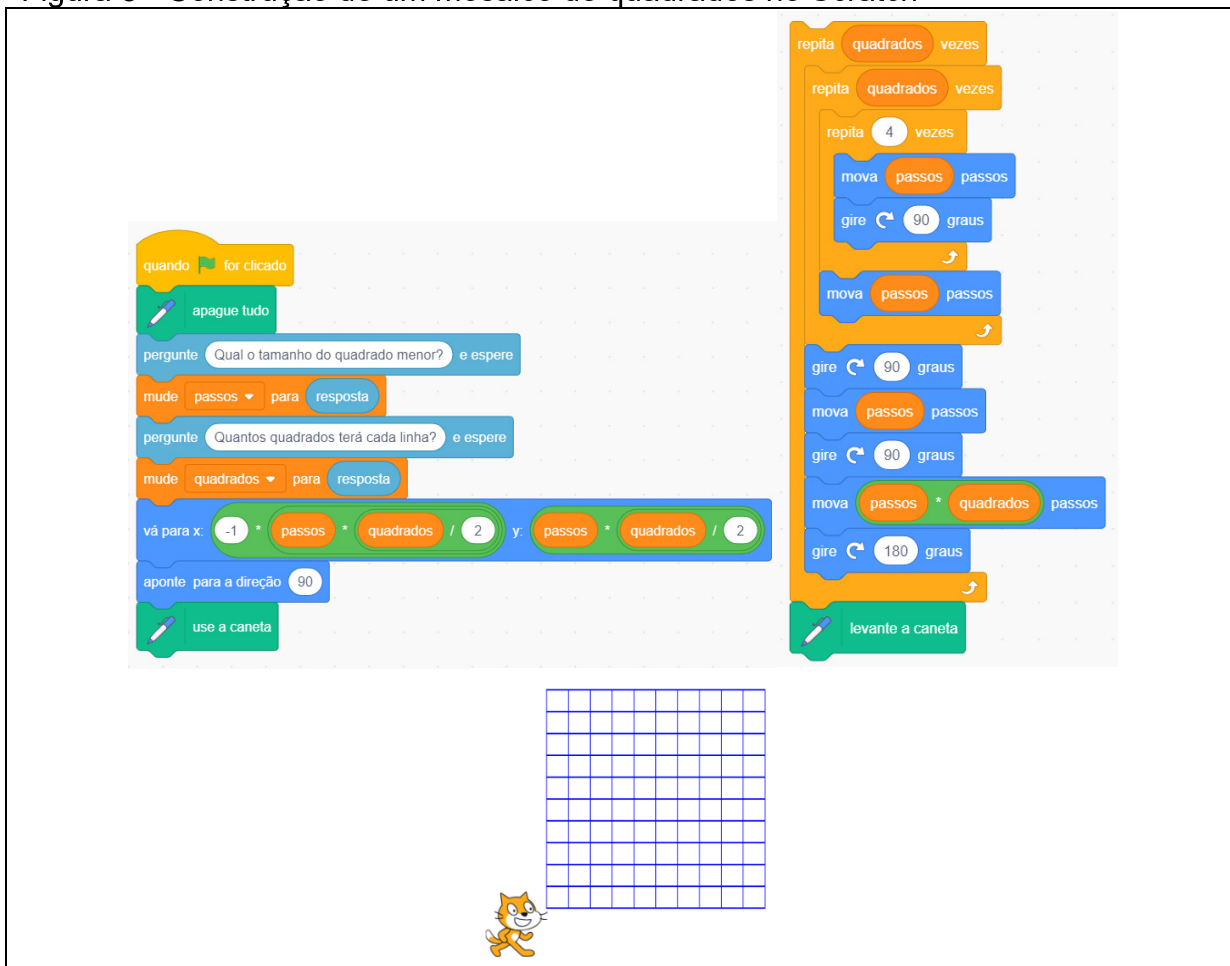 quando for clicado
apague tudo
pergunte Qual o tamanho do quadrado menor? e espere
mude passos para resposta
pergunte Quantos quadrados terá cada linha? e espere
mude quadrados para resposta
vá para x: -1 * passos * quadrados / 2 y: passos * quadrados / 2
aponte para a direção 90
use a caneta
repita quadrados vezes
repita quadrados vezes
repita 4 vezes
mova passos passos
gire 90 graus
mova passos passos
gire 90 graus
mova passos passos
gire 90 graus
mova passos * quadrados passos
gire 180 graus
levante a caneta